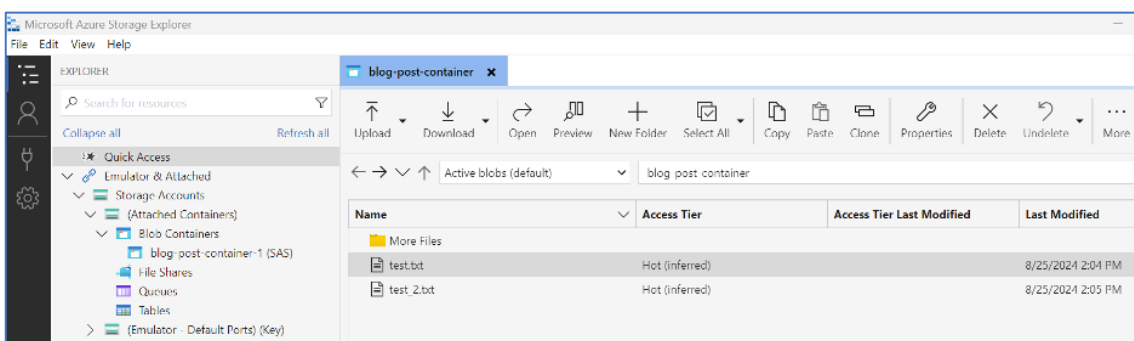 Microsoft Azure Storage Explorer
File Edit View Help
EXPLORER
Search for resources
Collapse all Refresh all
Quick Access
Emulator & Attached
Storage Accounts
(Attached Containers)
Blob Containers
blog-post-container-1 (SAS)
File Shares
Queues
Tables
(Emulator - Default Ports) (Key)
blog-post-container
Upload Download Open Preview New Folder Select All Copy Paste Clone Properties Delete Undelete More
Active blobs (default) blog post container
Name Access Tier Access Tier Last Modified Last Modified
More Files
test.txt Hot (inferred) 8/25/2024 2:04 PM
test_2.txt Hot (inferred) 8/25/2024 2:05 PM